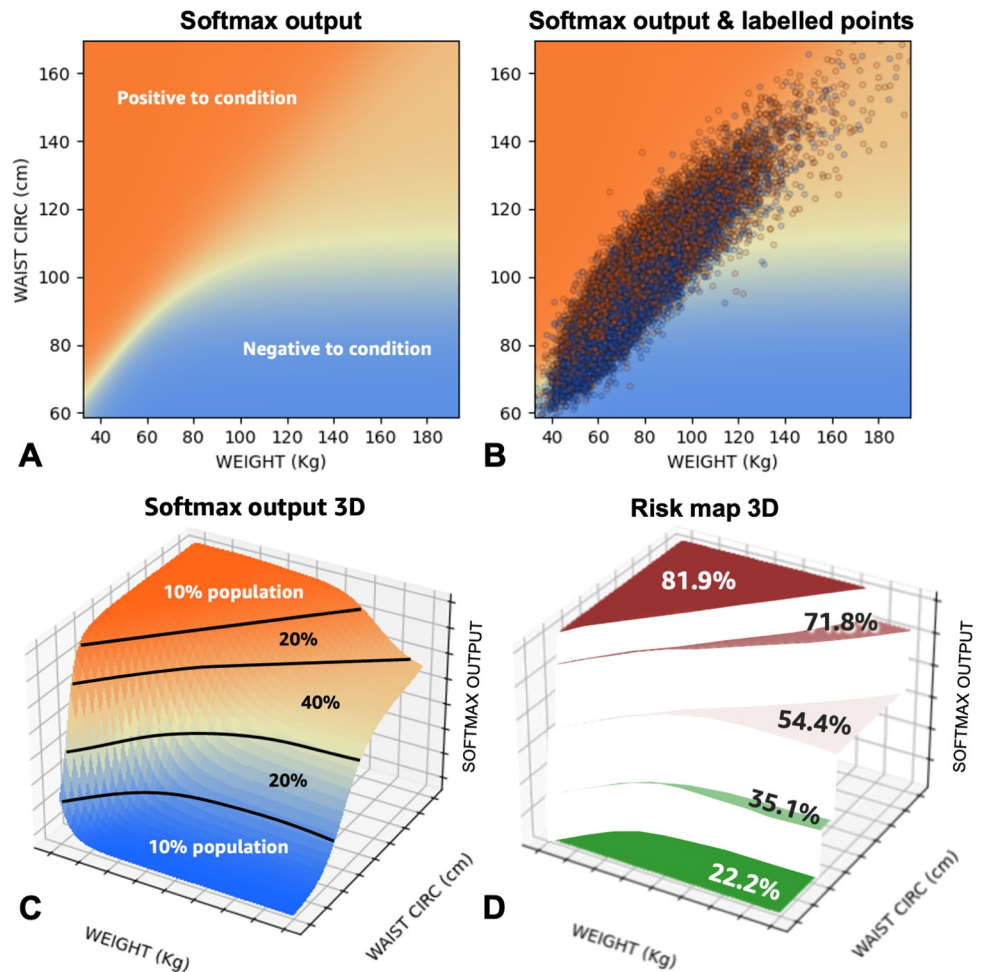 Softmax output
160
140
120
100
80
60
WAIST CIRC (cm)
Positive to condition
Negative to condition
40 60 80 100 120 140 160 180
WEIGHT (Kg)
A
Softmax output & labelled points
160
140
120
100
80
60
40 60 80 100 120 140 160 180
WEIGHT (Kg)
B
Softmax output 3D
10% population
20%
40%
20%
10% population
SOFTMAX OUTPUT
WAIST CIRC (cm)
WEIGHT (Kg)
C
Risk map 3D
81.9%
71.8%
54.4%
35.1%
22.2%
SOFTMAX OUTPUT
WAIST CIRC (cm)
WEIGHT (Kg)
D